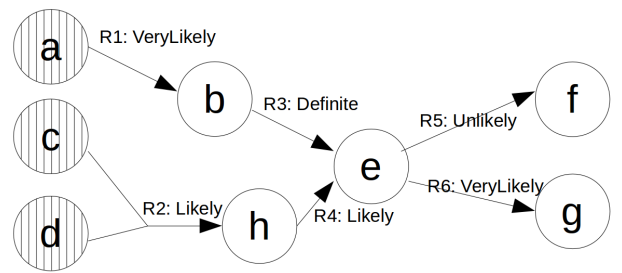 a
R1: VeryLikely
b
R3: Definite
c
d
R2: Likely
h
R4: Likely
e
R5: Unlikely
f
R6: VeryLikely
g